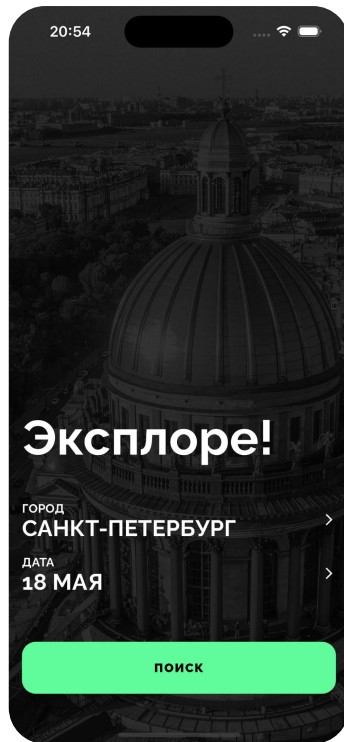 20:54
Эксплоре!
ГОРОД
САНКТ-ПЕТЕРБУРГ
ДАТА
18 МАЯ
ПОИСК